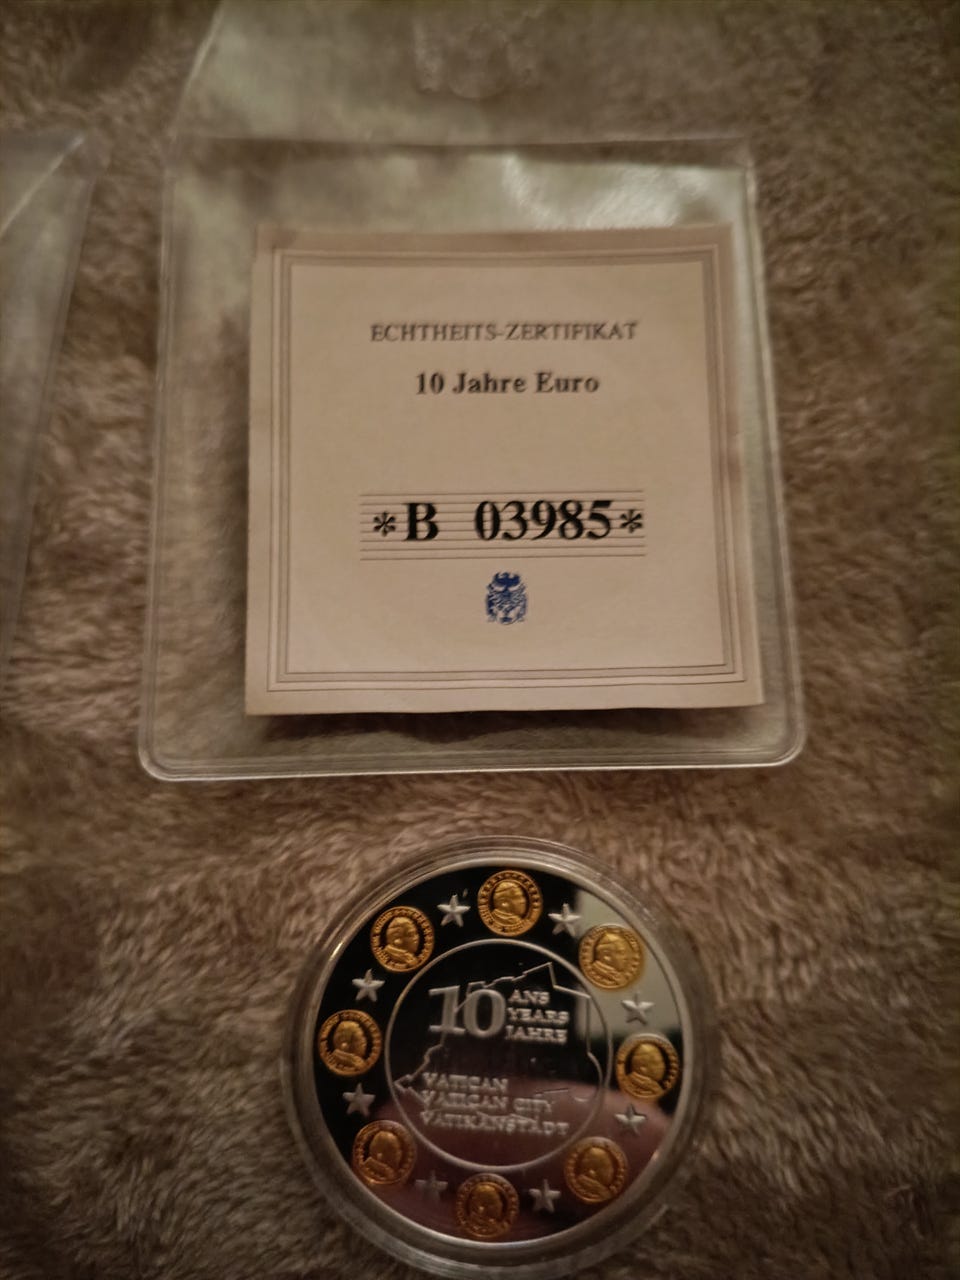 ECHTHEITS-ZERTIFIKAT
10 Jahre Euro
*B 03985*
10 ANS
YEARS
JAHRE
VATICAN
VATICAN CITY
VATIKANSTADT